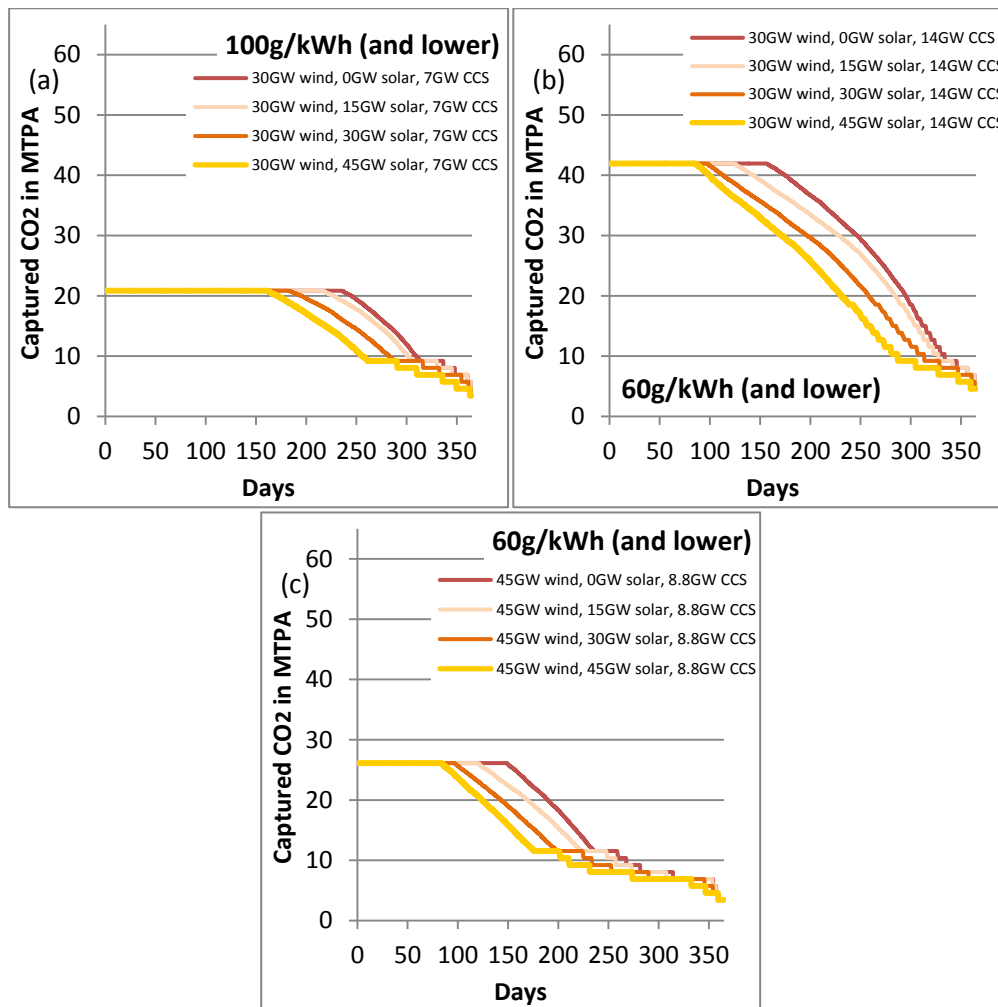 100g/kWh (and lower)
(a)
30GW wind, 0GW solar, 7GW CCS
30GW wind, 15GW solar, 7GW CCS
30GW wind, 30GW solar, 7GW CCS
30GW wind, 45GW solar, 7GW CCS
Captured CO2 in MTPA
60
50
40
30
20
10
0
0 50 100 150 200 250 300 350
Days
(b)
30GW wind, 0GW solar, 14GW CCS
30GW wind, 15GW solar, 14GW CCS
30GW wind, 30GW solar, 14GW CCS
30GW wind, 45GW solar, 14GW CCS
Captured CO2 in MTPA
60
50
40
30
20
10
0
60g/kWh (and lower)
0 50 100 150 200 250 300 350
Days
60g/kWh (and lower)
(c)
45GW wind, 0GW solar, 8.8GW CCS
45GW wind, 15GW solar, 8.8GW CCS
45GW wind, 30GW solar, 8.8GW CCS
45GW wind, 45GW solar, 8.8GW CCS
Captured CO2 in MTPA
60
50
40
30
20
10
0
0 50 100 150 200 250 300 350
Days